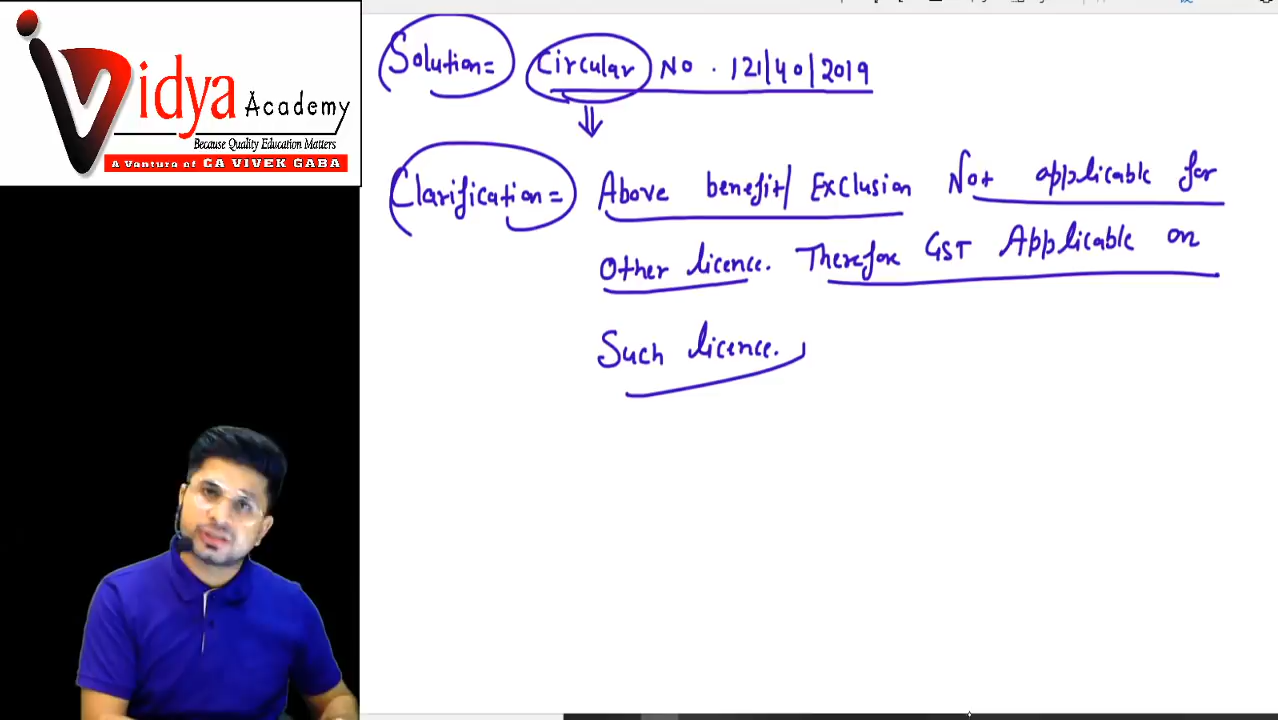 Vidya Academy
Because Quality Education Matters
A Ventura of CA VIVEK GABA
Solution= Circular No. 121/40/2019
Clarification= Above benefit/ Exclusion Not applicable for
Other licence. Therefore GST Applicable on
Such licence.